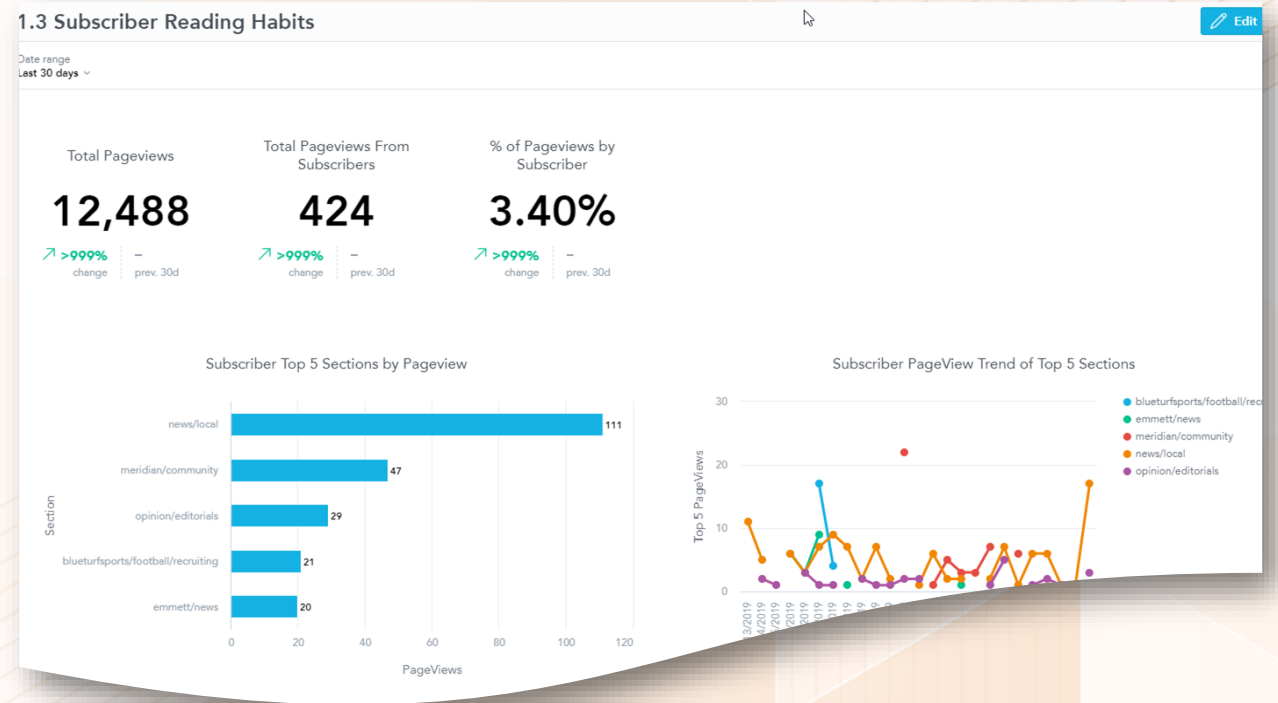 1.3 Subscriber Reading Habits
Edit
Date range
Last 30 days
Total Pageviews
12,488
>999%
change
–
prev. 30d
Total Pageviews From
Subscribers
424
>999%
change
–
prev. 30d
% of Pageviews by
Subscriber
3.40%
>999%
change
–
prev. 30d
Subscriber Top 5 Sections by Pageview
Section
news/local
111
meridian/community
47
opinion/editorials
29
blueturfsports/football/recruiting
21
emmett/news
20
0 20 40 60 80 100 120
PageViews
Subscriber PageView Trend of Top 5 Sections
Top 5 PageViews
30
20
10
0
blueturfsports/football/rec
emmett/news
meridian/community
news/local
opinion/editorials